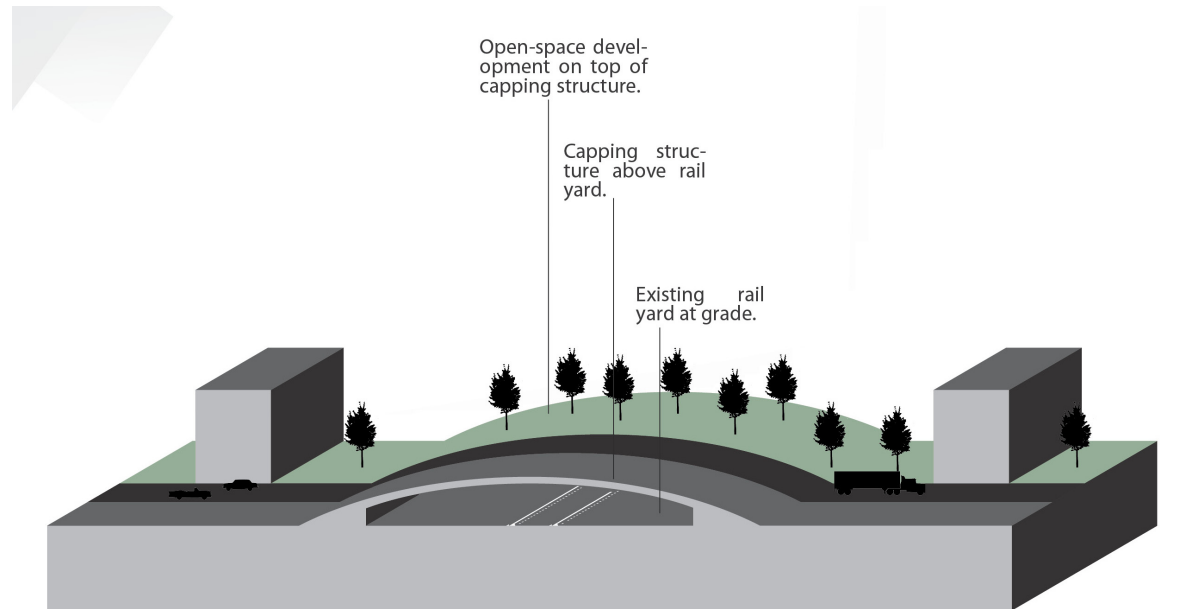 Open-space devel-
opment on top of
capping structure.
Capping struc-
ture above rail
yard.
Existing rail
yard at grade.